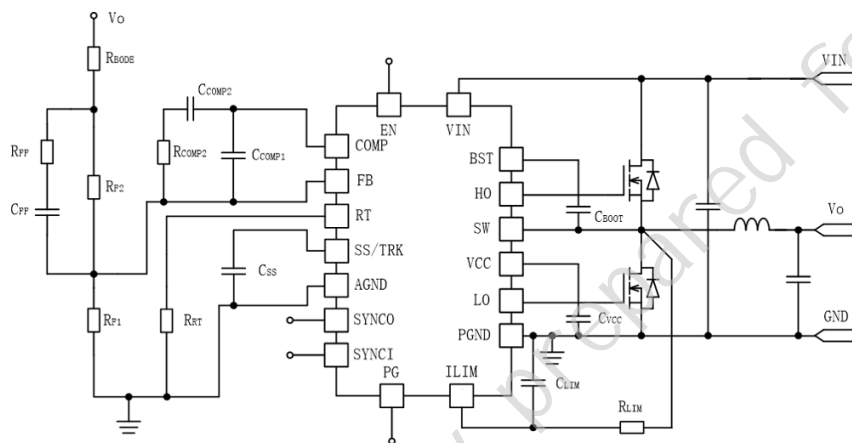 Vo
RBODE
CCOMP2
RFF
RCOMP2
CCOMP1
RF2
CFF
CSS
RF1
RRT
EN
VIN
COMP
FB
RT
SS/TRK
AGND
SYNCO
SYNCI
PG
ILIM
BST
HO
SW
VCC
LO
PGND
CBOOT
CVCC
CLIM
RLIM
VIN
Vo
GND
prepared